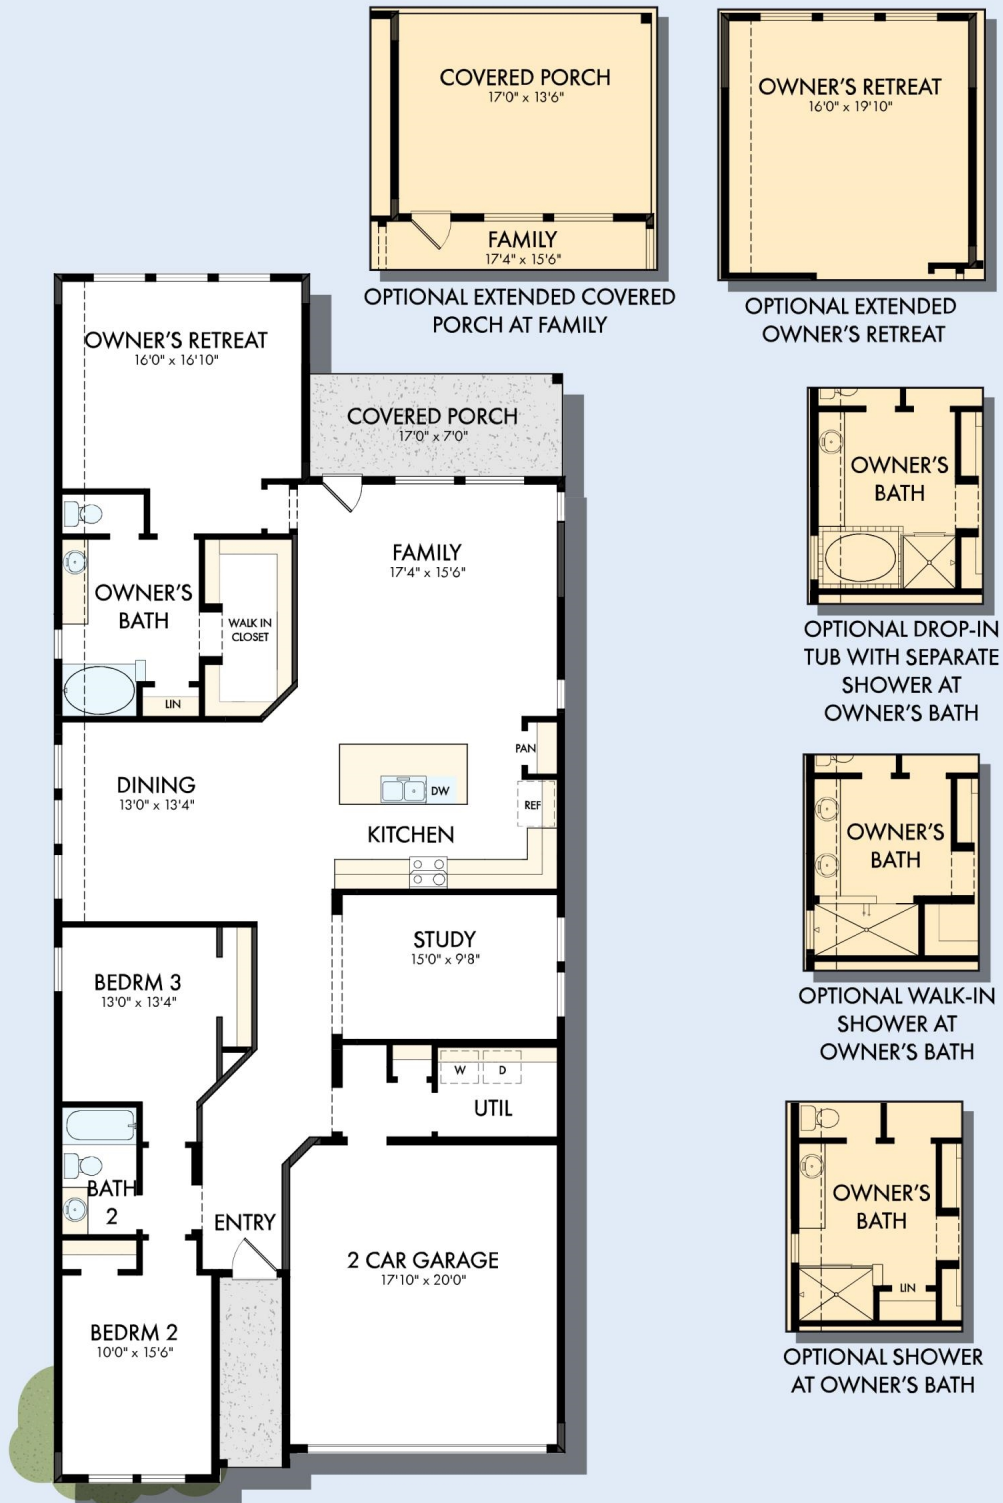 COVERED PORCH
17'0" x 13'6"
FAMILY
17'4" x 15'6"
OPTIONAL EXTENDED COVERED
PORCH AT FAMILY
OWNER'S RETREAT
16'0" x 19'10"
OPTIONAL EXTENDED
OWNER'S RETREAT
OWNER'S RETREAT
16'0" x 16'10"
COVERED PORCH
17'0" x 7'0"
FAMILY
17'4" x 15'6"
OWNER'S
BATH
WALK IN
CLOSET
LIN
PAN
DINING
13'0" x 13'4"
DW
REF
KITCHEN
STUDY
15'0" x 9'8"
BEDRM 3
13'0" x 13'4"
W
D
UTIL
BATH
2
ENTRY
2 CAR GARAGE
17'10" x 20'0"
BEDRM 2
10'0" x 15'6"
OWNER'S
BATH
OPTIONAL DROP-IN
TUB WITH SEPARATE
SHOWER AT
OWNER'S BATH
OWNER'S
BATH
OPTIONAL WALK-IN
SHOWER AT
OWNER'S BATH
OWNER'S
BATH
LIN
OPTIONAL SHOWER
AT OWNER'S BATH